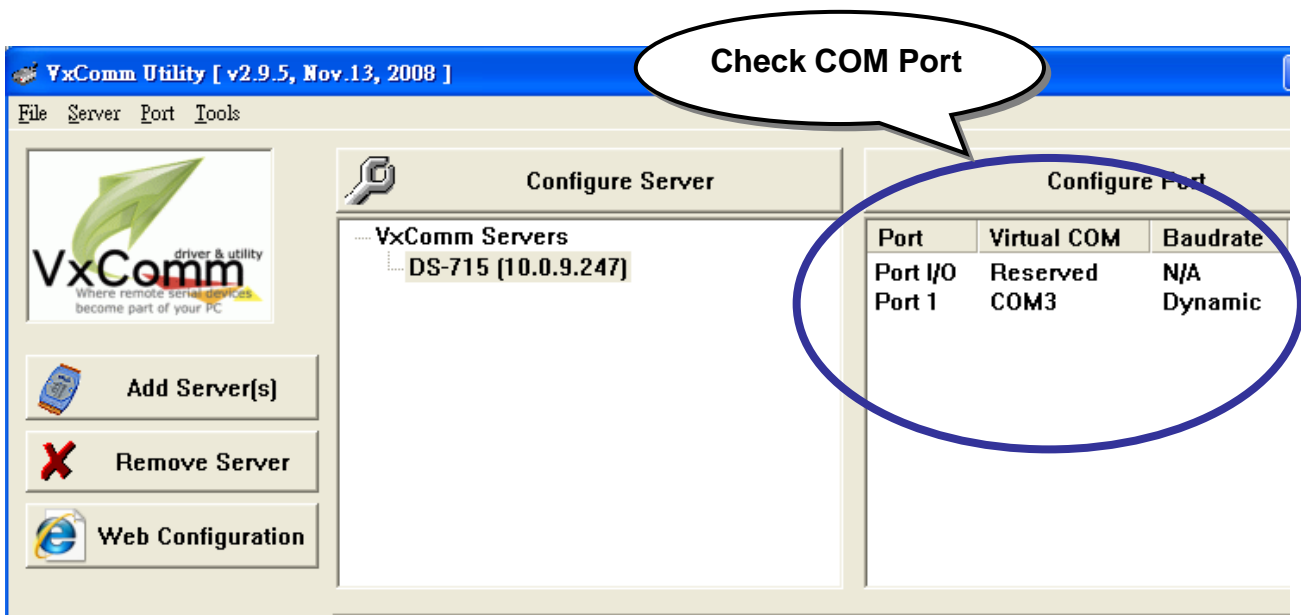 Check COM Port
VxComm Utility [ v2.9.5, Nov.13, 2008 ]
File Server Port Tools
driver & utility
VxComm
Where remote serial devices
become part of your PC
Add Server(s)
Remove Server
Web Configuration
Configure Server
VxComm Servers
DS-715 (10.0.9.247)
Configure Port
Port Virtual COM Baudrate
Port I/O Reserved N/A
Port 1 COM3 Dynamic